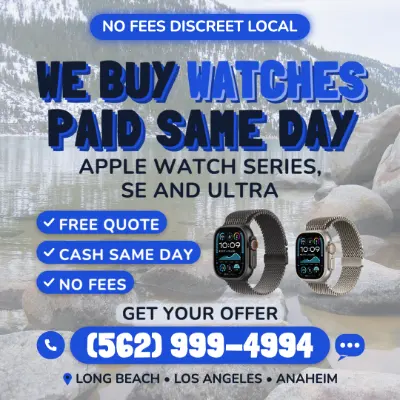 NO FEES DISCREET LOCAL
WE BUY WATCHES
PAID SAME DAY
APPLE WATCH SERIES,
SE AND ULTRA
FREE QUOTE
CASH SAME DAY
NO FEES
GET YOUR OFFER
(562) 999-4994
LONG BEACH • LOS ANGELES • ANAHEIM